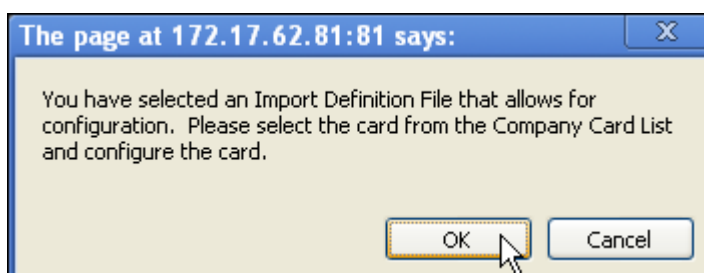 The page at 172.17.62.81:81 says:
You have selected an Import Definition File that allows for
configuration.  Please select the card from the Company Card List
and configure the card.
OK
Cancel